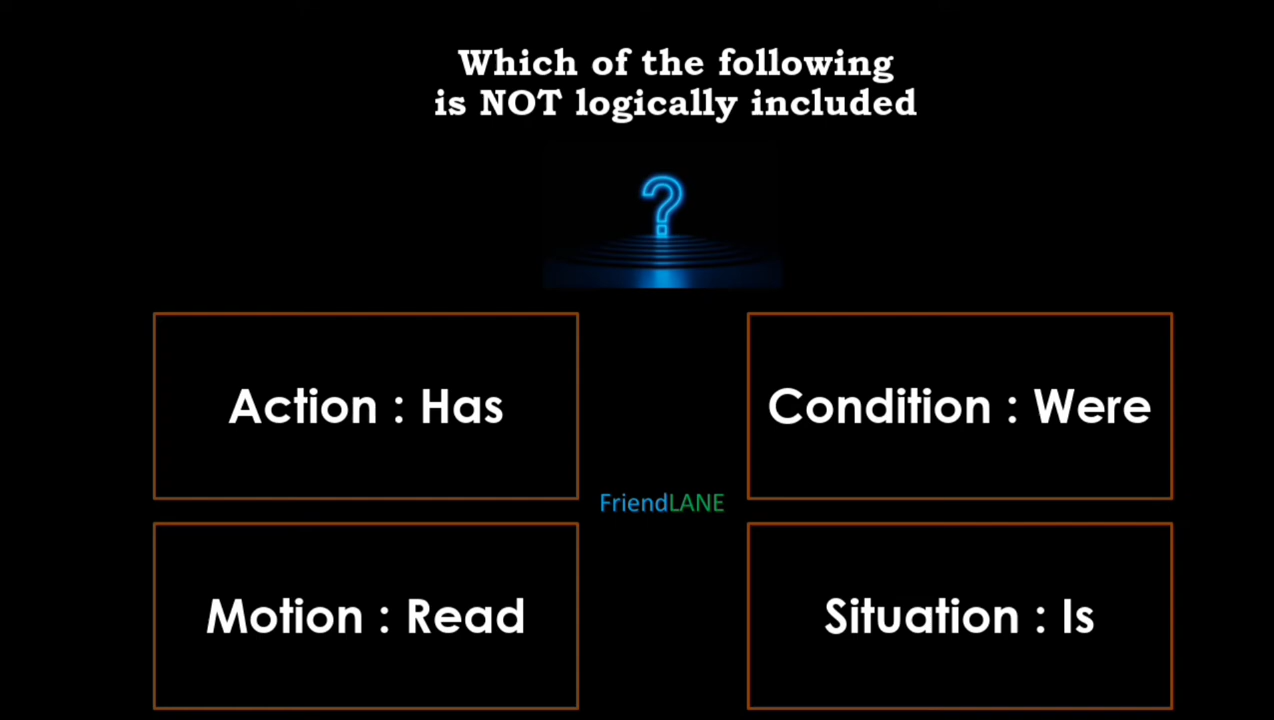 Which of the following
is NOT logically included
?
Action : Has
Condition : Were
FriendLANE
Motion : Read
Situation : Is